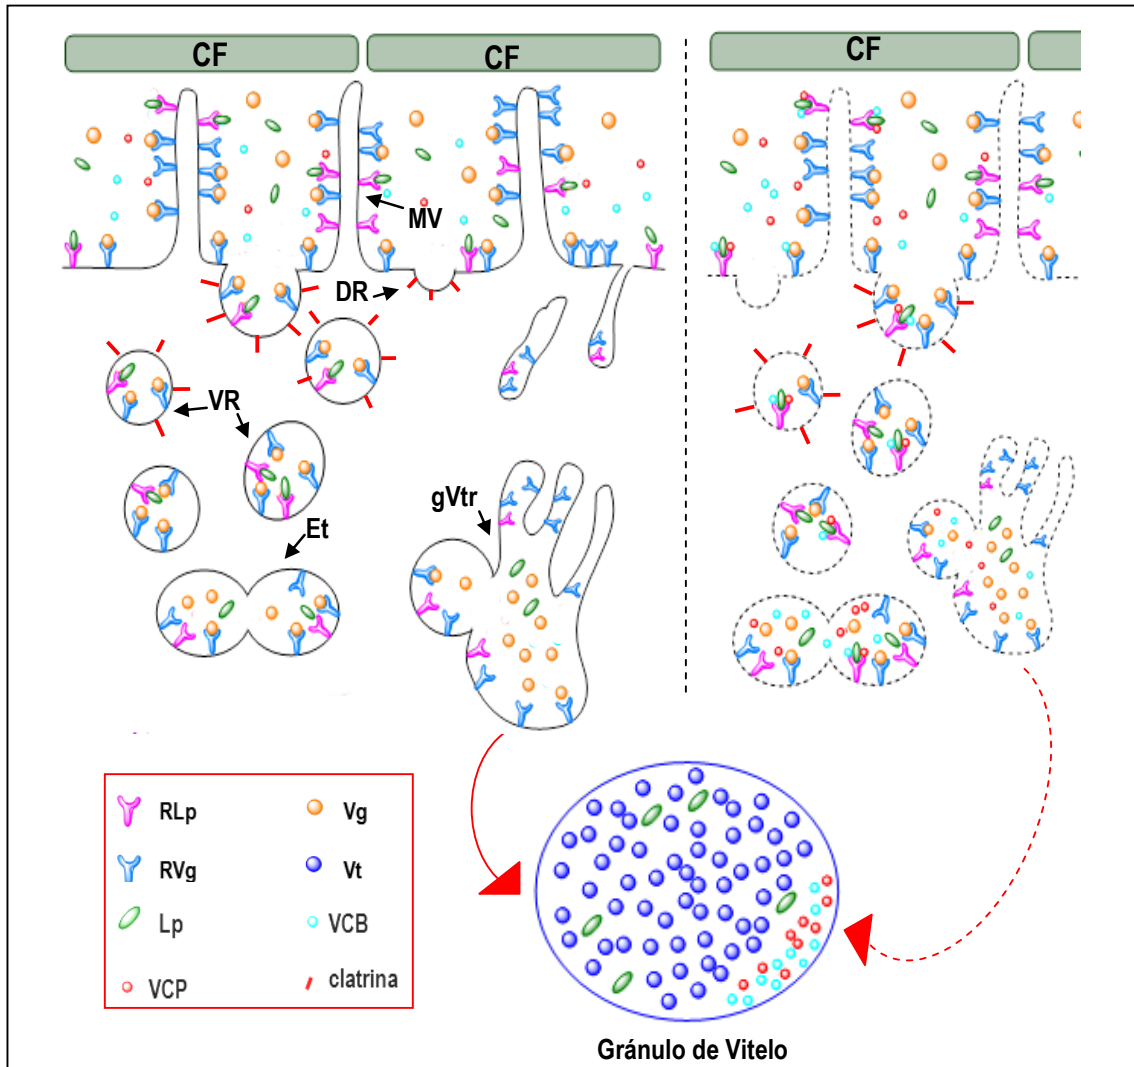 CF
CF
CF
MV
DR
VR
Et
gVtr
RLp
Vg
RVg
Vt
Lp
VCB
VCP
clatrina
Gránulo de Vitelo